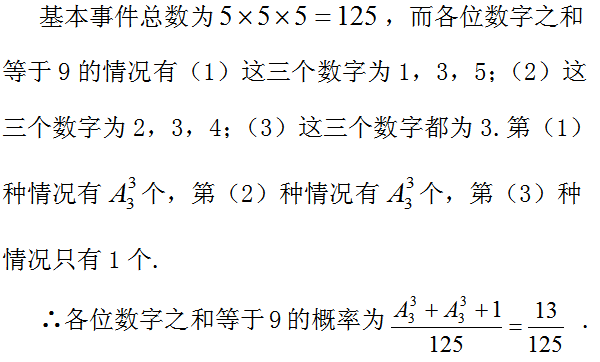 基本事件总数为5×5×5=125，而各位数字之和
等于9的情况有（1）这三个数字为1，3，5；（2）这
三个数字为2，3，4；（3）这三个数字都为3.第（1）
种情况有 $A_3^3$ 个，第（2）种情况有 $A_3^3$ 个，第（3）种
情况只有1个.
∴各位数字之和等于9的概率为 $\frac{A_3^3+A_3^3+1}{125}=\frac{13}{125}$ .